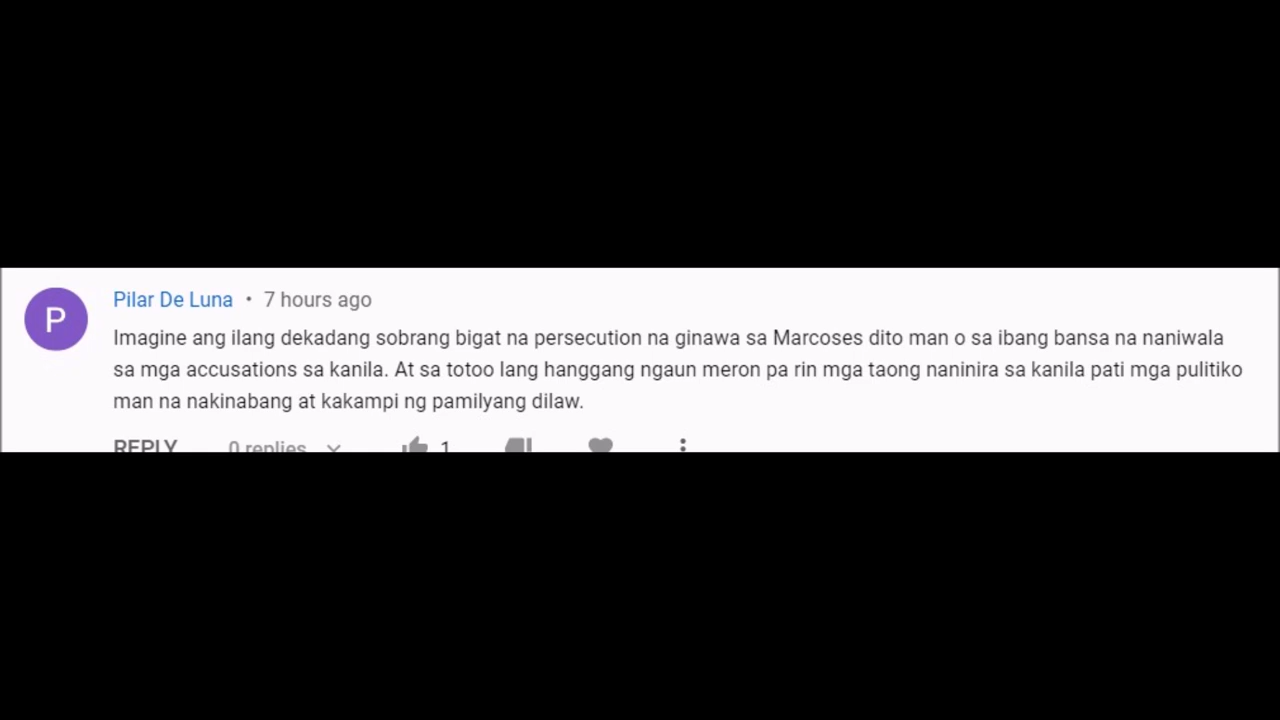 P
Pilar De Luna • 7 hours ago
Imagine ang ilang dekadang sobrang bigat na persecution na ginawa sa Marcoses dito man o sa ibang bansa na naniwala
sa mga accusations sa kanila. At sa totoo lang hanggang ngaun meron pa rin mga taong naninira sa kanila pati mga pulitiko
man na nakinabang at kakampi ng pamilyang dilaw.
REPLY 0 replies 1